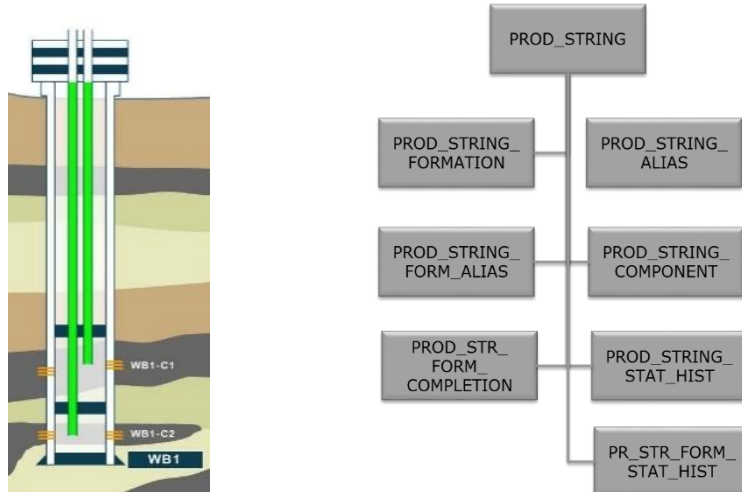 WB1-C1
WB1-C2
WB1
PROD_STRING
PROD_STRING_
FORMATION
PROD_STRING_
ALIAS
PROD_STRING_
FORM_ALIAS
PROD_STRING_
COMPONENT
PROD_STR_
FORM_
COMPLETION
PROD_STRING_
STAT_HIST
PR_STR_FORM_
STAT_HIST